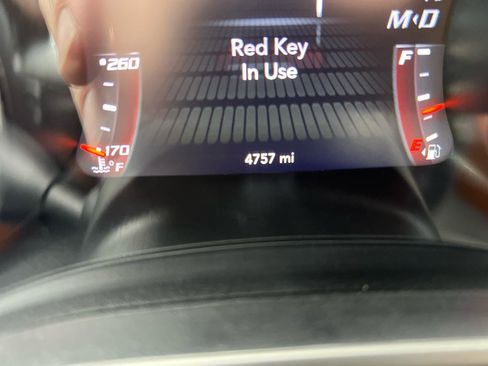 M‹D
Red Key
In Use
260
F
170
°F
E
4757 mi